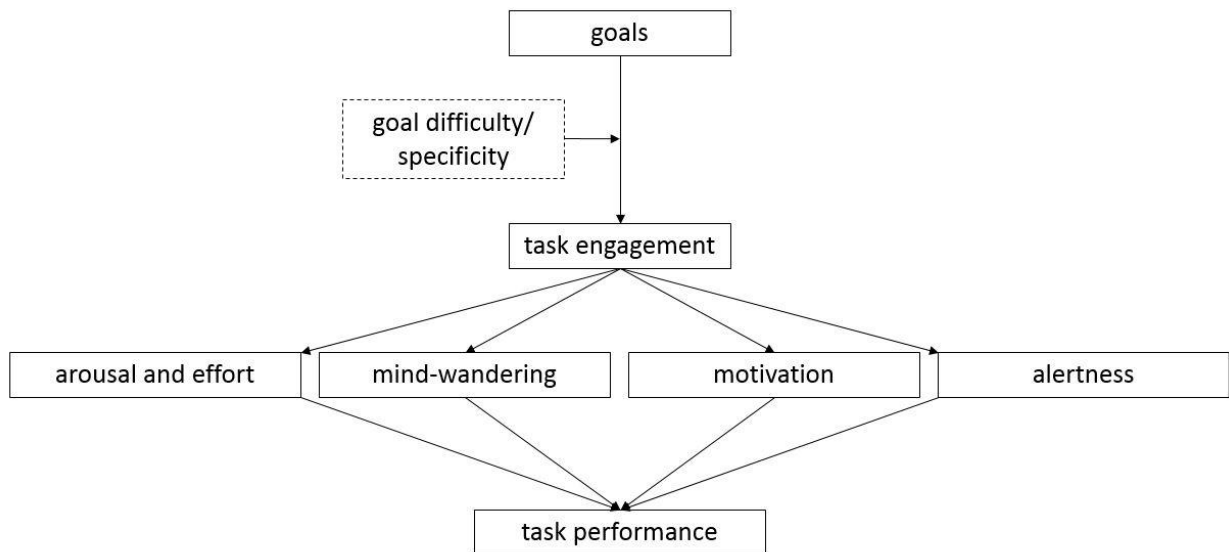 goals
goal difficulty/
specificity
task engagement
arousal and effort
mind-wandering
motivation
alertness
task performance